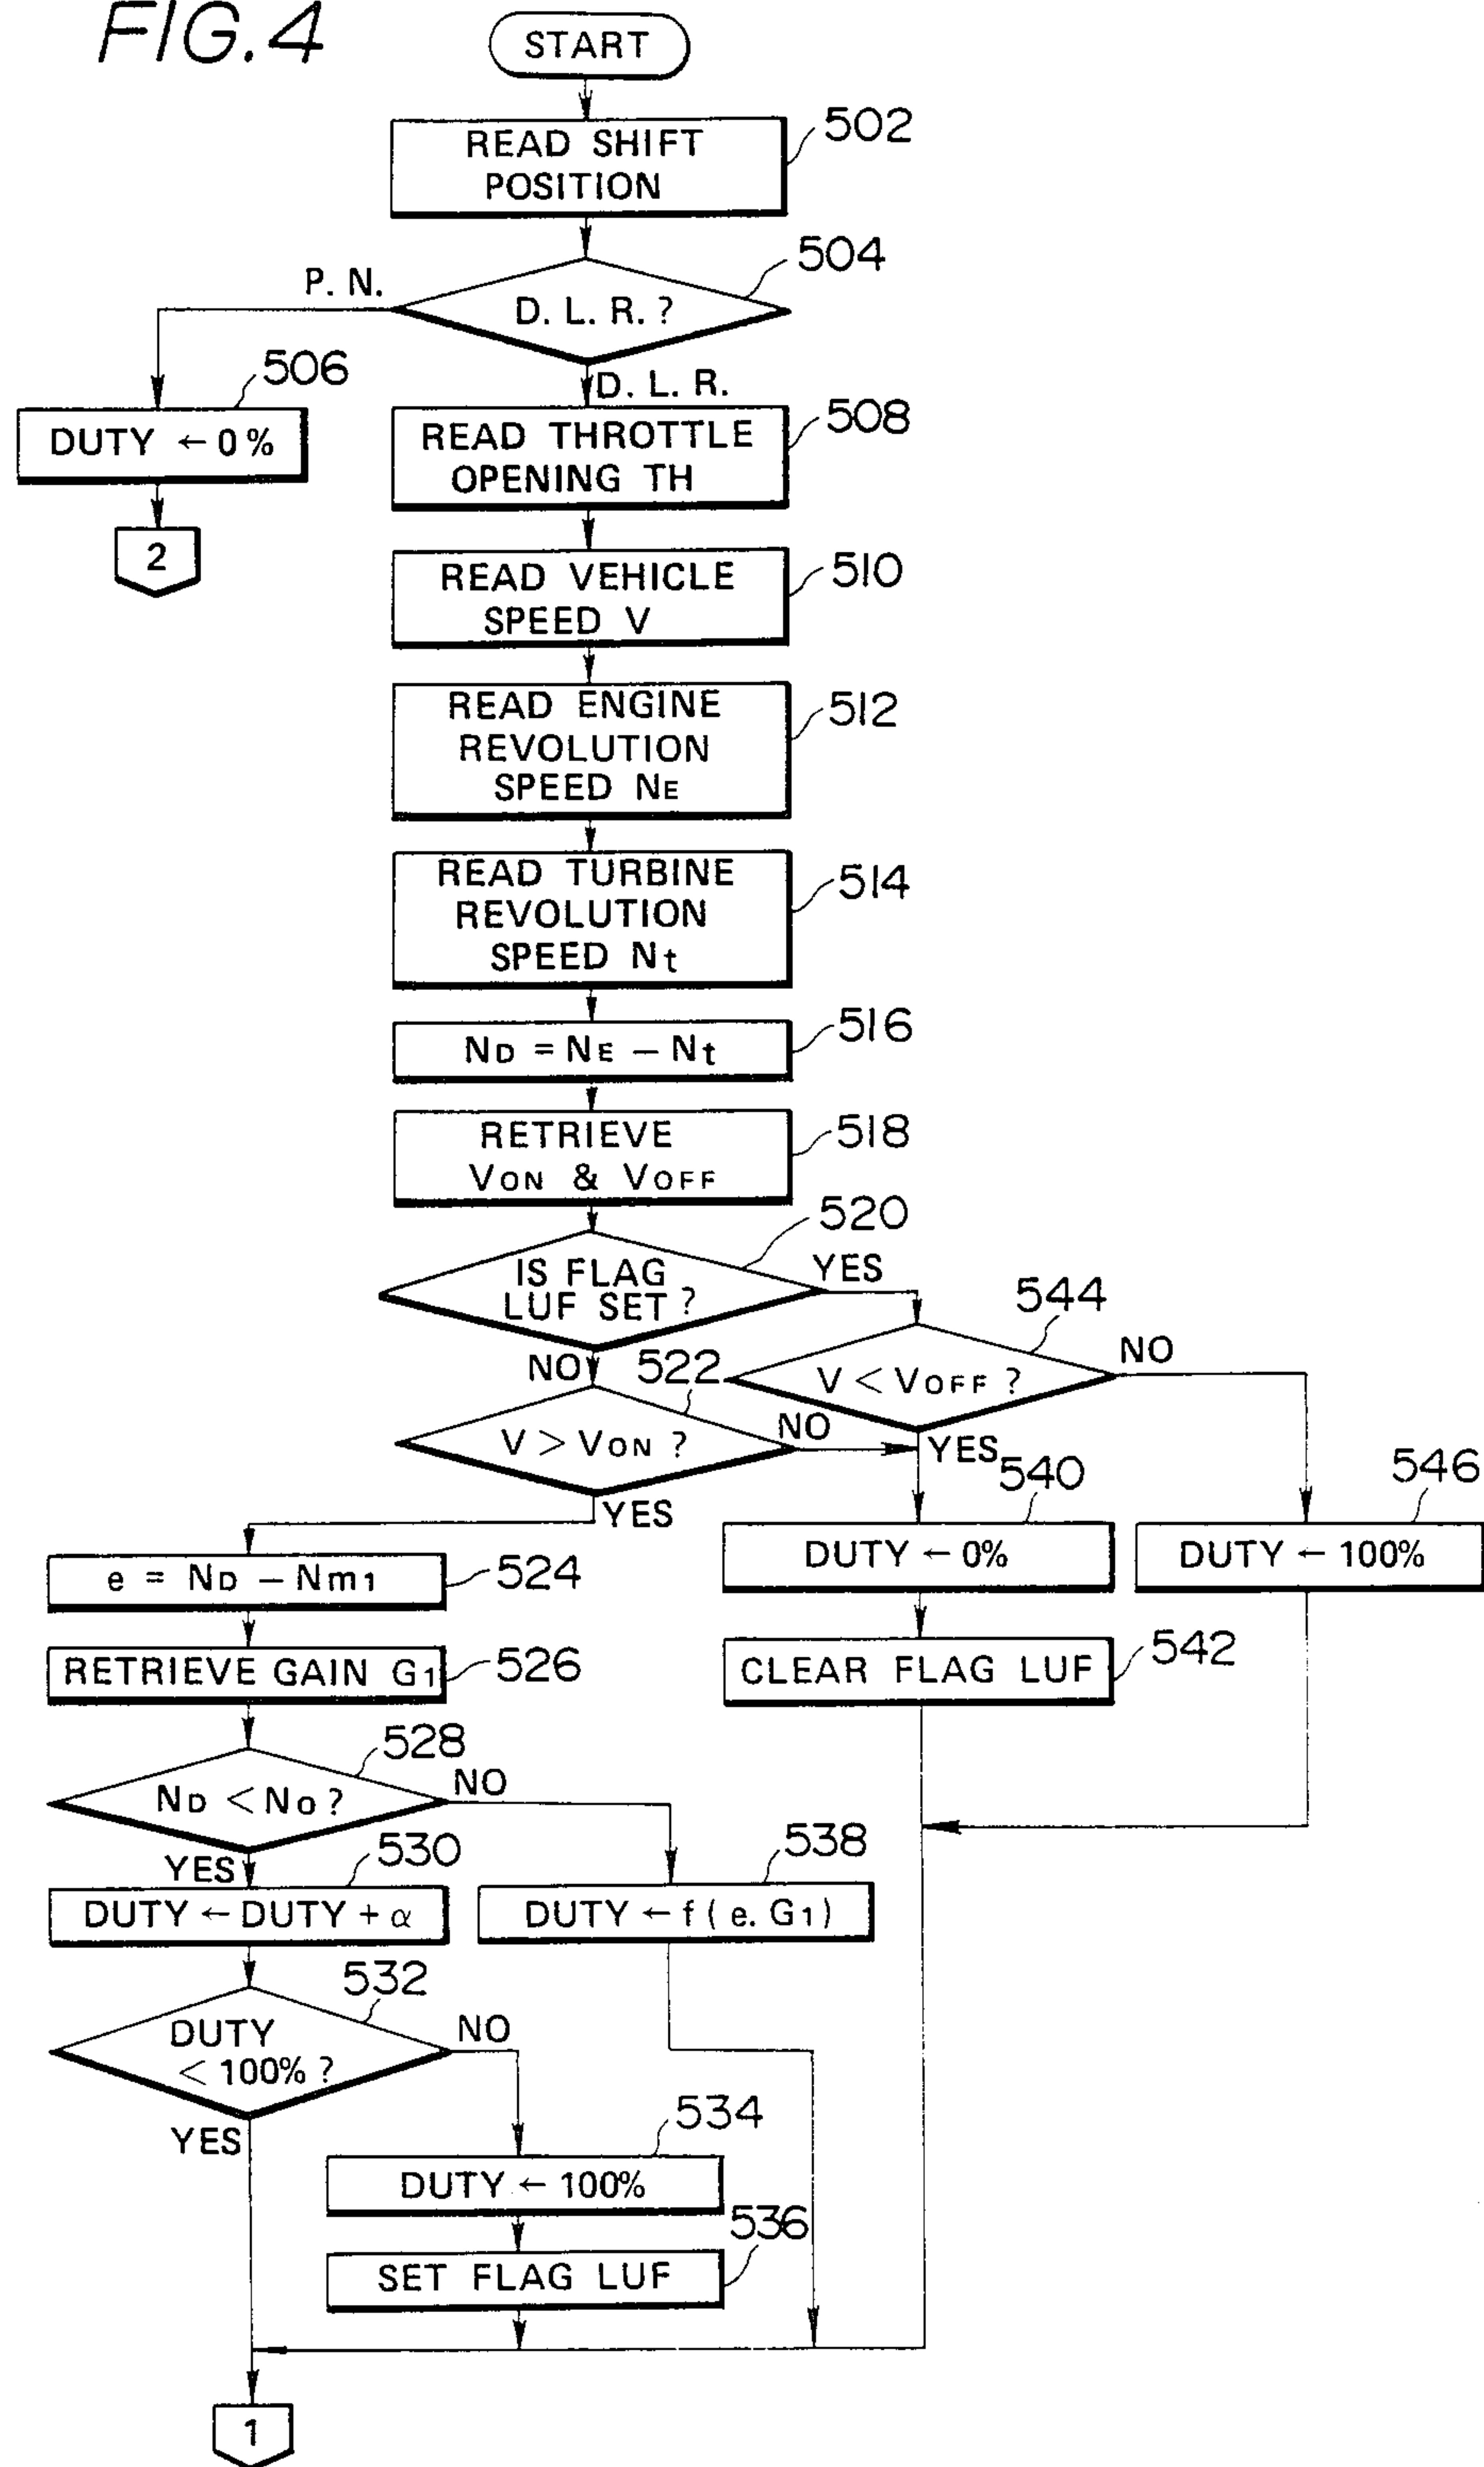 FIG.4
START
READ SHIFT
POSITION
502
504
P. N.
D. L. R. ?
506
D. L. R.
DUTY ← 0%
READ THROTTLE
OPENING TH
508
2
READ VEHICLE
SPEED V
510
READ ENGINE
REVOLUTION
SPEED NE
512
READ TURBINE
REVOLUTION
SPEED Nt
514
ND = NE − Nt
516
RETRIEVE
VON & VOFF
518
520
IS FLAG
LUF SET ?
YES
544
NO
522
V < VOFF ?
NO
V > VON ?
NO
YES
YES
540
546
e = ND − Nm1
524
DUTY ← 0%
DUTY ← 100%
RETRIEVE GAIN G1
526
CLEAR FLAG LUF
542
528
ND < NO ?
NO
YES
530
538
DUTY ← DUTY + α
DUTY ← f ( e. G1 )
532
DUTY
< 100% ?
NO
YES
534
DUTY ← 100%
536
SET FLAG LUF
1